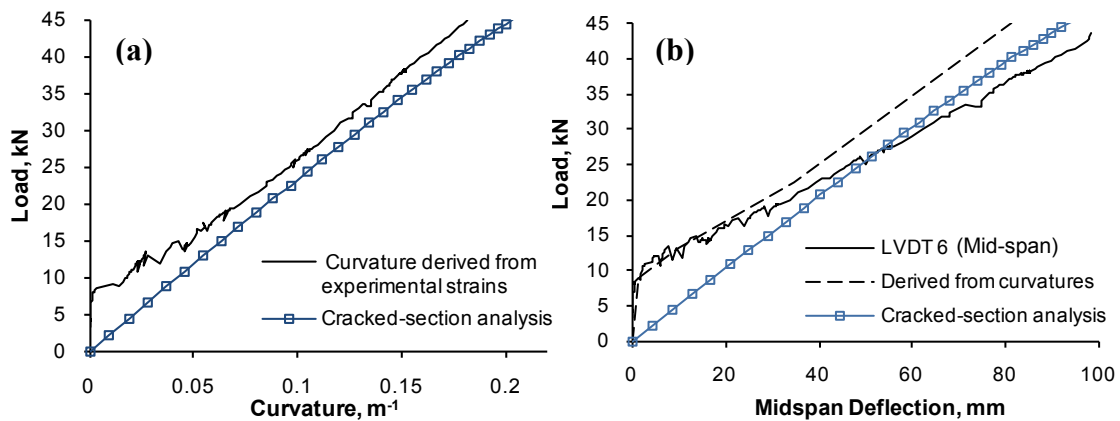 (a)
45
40
35
30
25
20
15
10
5
0
Load, kN
0 0.05 0.1 0.15 0.2
Curvature, m-1
Curvature derived from
experimental strains
Cracked-section analysis
(b)
45
40
35
30
25
20
15
10
5
0
Load, kN
0 20 40 60 80 100
Midspan Deflection, mm
LVDT 6 (Mid-span)
Derived from curvatures
Cracked-section analysis